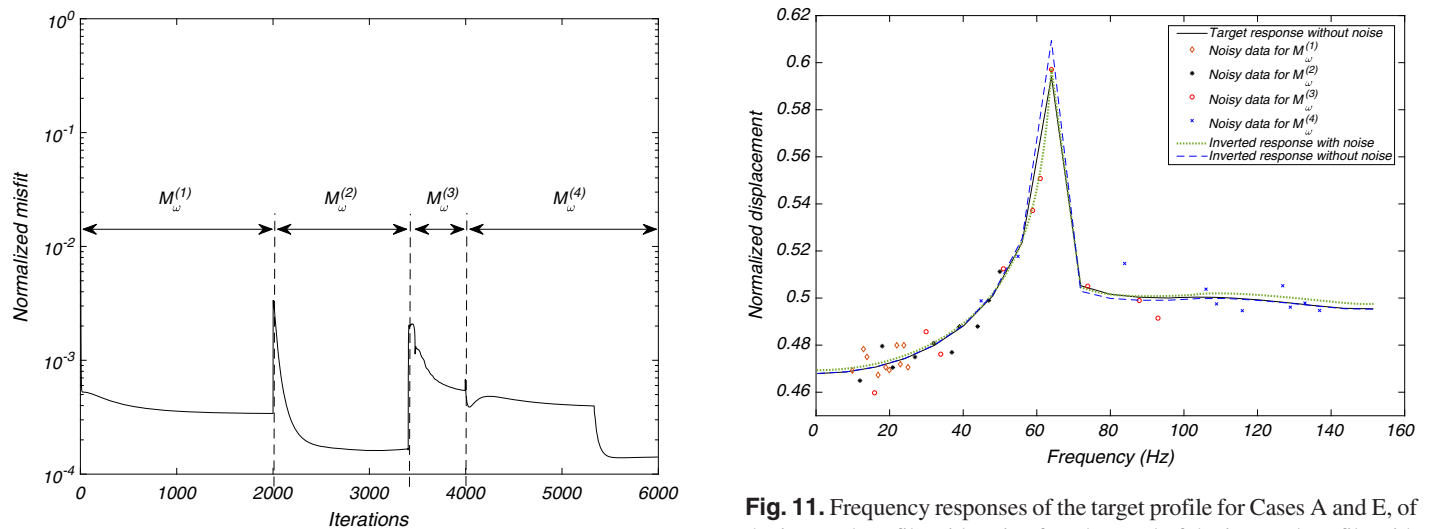 10^0
10^-1
10^-2
10^-3
10^-4
Normalized misfit
M_ω^(1)
M_ω^(2)
M_ω^(3)
M_ω^(4)
0
1000
2000
3000
4000
5000
6000
Iterations
0.62
0.6
0.58
0.56
0.54
0.52
0.5
0.48
0.46
Normalized displacement
Target response without noise
Noisy data for M_ω^(1)
Noisy data for M_ω^(2)
Noisy data for M_ω^(3)
Noisy data for M_ω^(4)
Inverted response with noise
Inverted response without noise
0
20
40
60
80
100
120
140
160
Frequency (Hz)
Fig. 11. Frequency responses of the target profile for Cases A and E, of